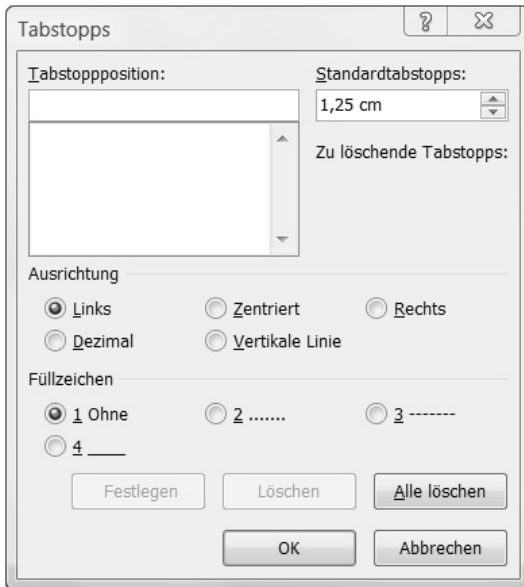 Tabstopps
Tabstoppposition:
Standardtabstopps:
1,25 cm
Zu löschende Tabstopps:
Ausrichtung
Links
Zentriert
Rechts
Dezimal
Vertikale Linie
Füllzeichen
1 Ohne
2 .......
3 -------
4 ____
Festlegen
Löschen
Alle löschen
OK
Abbrechen